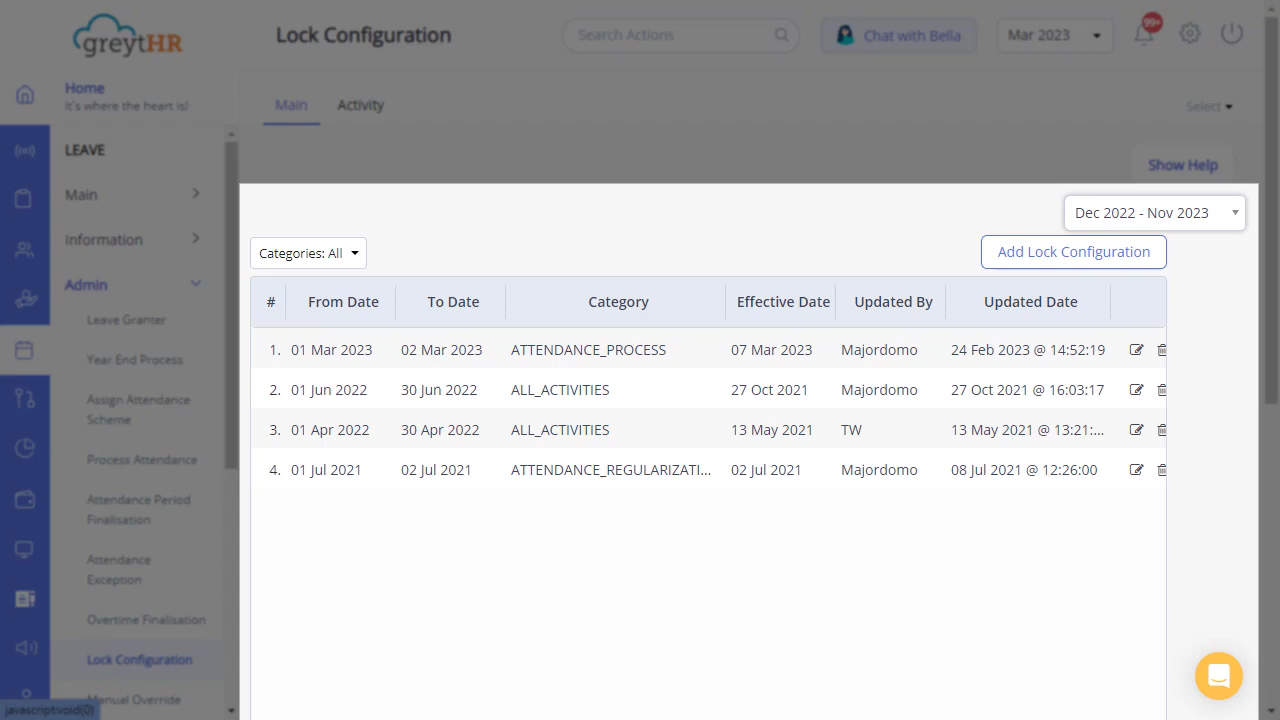 greytHR
Lock Configuration
Search Actions
Chat with Bella
Mar 2023
99+
Home
It's where the heart is!
Main
Activity
Select
LEAVE
Main
Information
Admin
Leave Granter
Year End Process
Assign Attendance
Scheme
Process Attendance
Attendance Period
Finalisation
Attendance
Exception
Overtime Finalisation
Lock Configuration
Manual Override
javascript:void(0)
Show Help
Dec 2022 - Nov 2023
Categories: All
Add Lock Configuration
# From Date To Date Category Effective Date Updated By Updated Date
1. 01 Mar 2023 02 Mar 2023 ATTENDANCE_PROCESS 07 Mar 2023 Majordomo 24 Feb 2023 @ 14:52:19
2. 01 Jun 2022 30 Jun 2022 ALL_ACTIVITIES 27 Oct 2021 Majordomo 27 Oct 2021 @ 16:03:17
3. 01 Apr 2022 30 Apr 2022 ALL_ACTIVITIES 13 May 2021 TW 13 May 2021 @ 13:21:...
4. 01 Jul 2021 02 Jul 2021 ATTENDANCE_REGULARIZATI... 02 Jul 2021 Majordomo 08 Jul 2021 @ 12:26:00